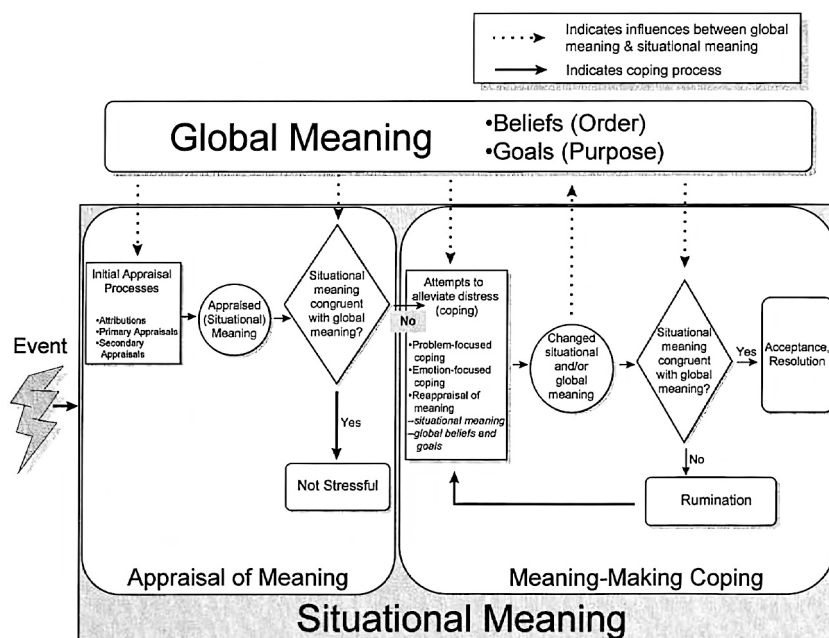 Indicates influences between global
meaning & situational meaning
Indicates coping process
Global Meaning
•Beliefs (Order)
•Goals (Purpose)
Initial Appraisal
Processes
•Attributions
•Primary Appraisals
•Secondary
Appraisals
Appraised
(Situational)
Meaning
Situational
meaning
congruent
with global
meaning?
No
Yes
Not Stressful
Attempts to
alleviate distress
(coping)
•Problem-focused
coping
•Emotion-focused
coping
•Reappraisal of
meaning
--situational meaning
--global beliefs and
goals
Changed
situational
and/or
global
meaning
Situational
meaning
congruent
with global
meaning?
Yes
Acceptance,
Resolution
No
Rumination
Event
Appraisal of Meaning
Meaning-Making Coping
Situational Meaning